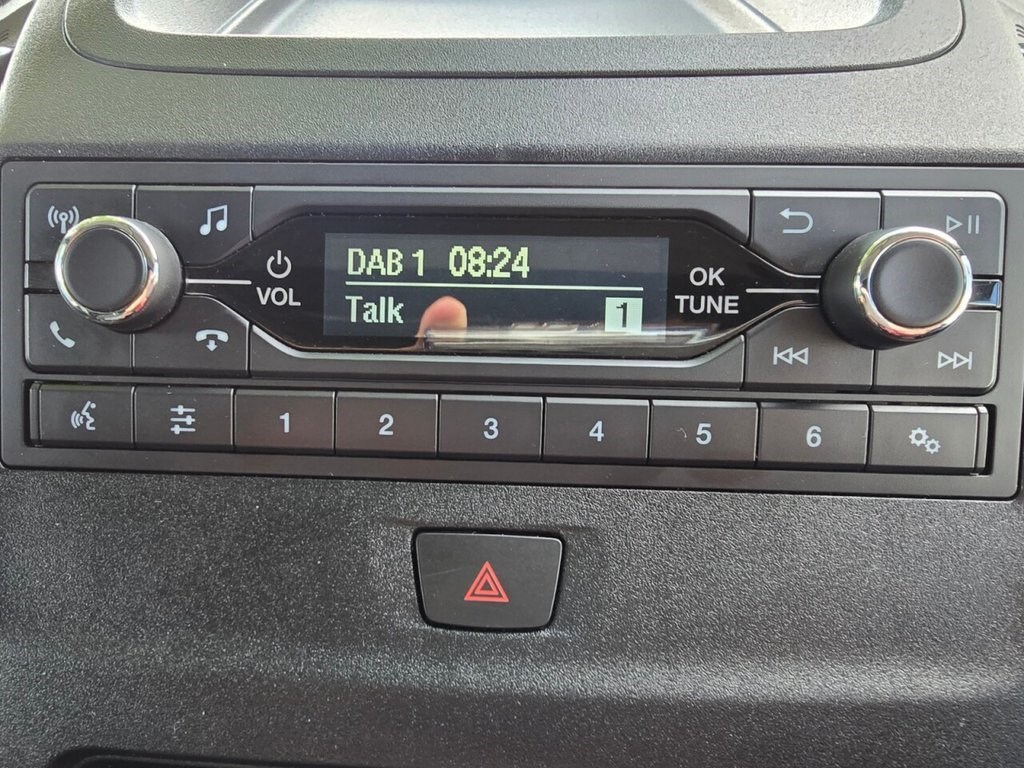 DAB 1 08:24
Talk
1
VOL
OK
TUNE
1 2 3 4 5 6